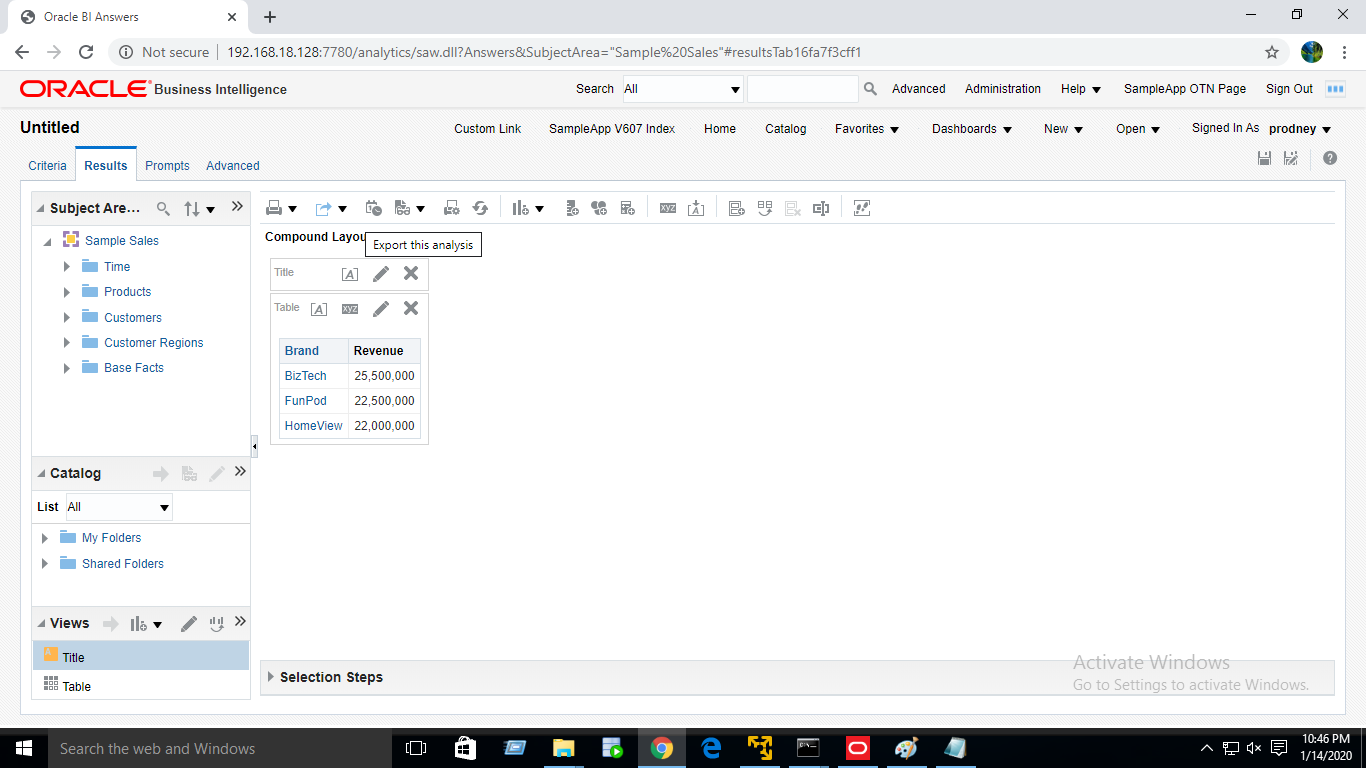 Oracle BI Answers
Not secure 192.168.18.128:7780/analytics/saw.dll?Answers&SubjectArea="Sample%20Sales"#resultsTab16fa7f3cff1
ORACLE Business Intelligence Search All Advanced Administration Help SampleApp OTN Page Sign Out
Untitled Custom Link SampleApp V607 Index Home Catalog Favorites Dashboards New Open Signed In As prodney
Criteria Results Prompts Advanced
Subject Are...
Sample Sales
Time
Products
Customers
Customer Regions
Base Facts
Catalog
List All
My Folders
Shared Folders
Views
Title
Table
Compound Layou
Export this analysis
Title A
Table A xyz
Brand Revenue
BizTech 25,500,000
FunPod 22,500,000
HomeView 22,000,000
Selection Steps
Activate Windows
Go to Settings to activate Windows.
Search the web and Windows
10:46 PM
1/14/2020